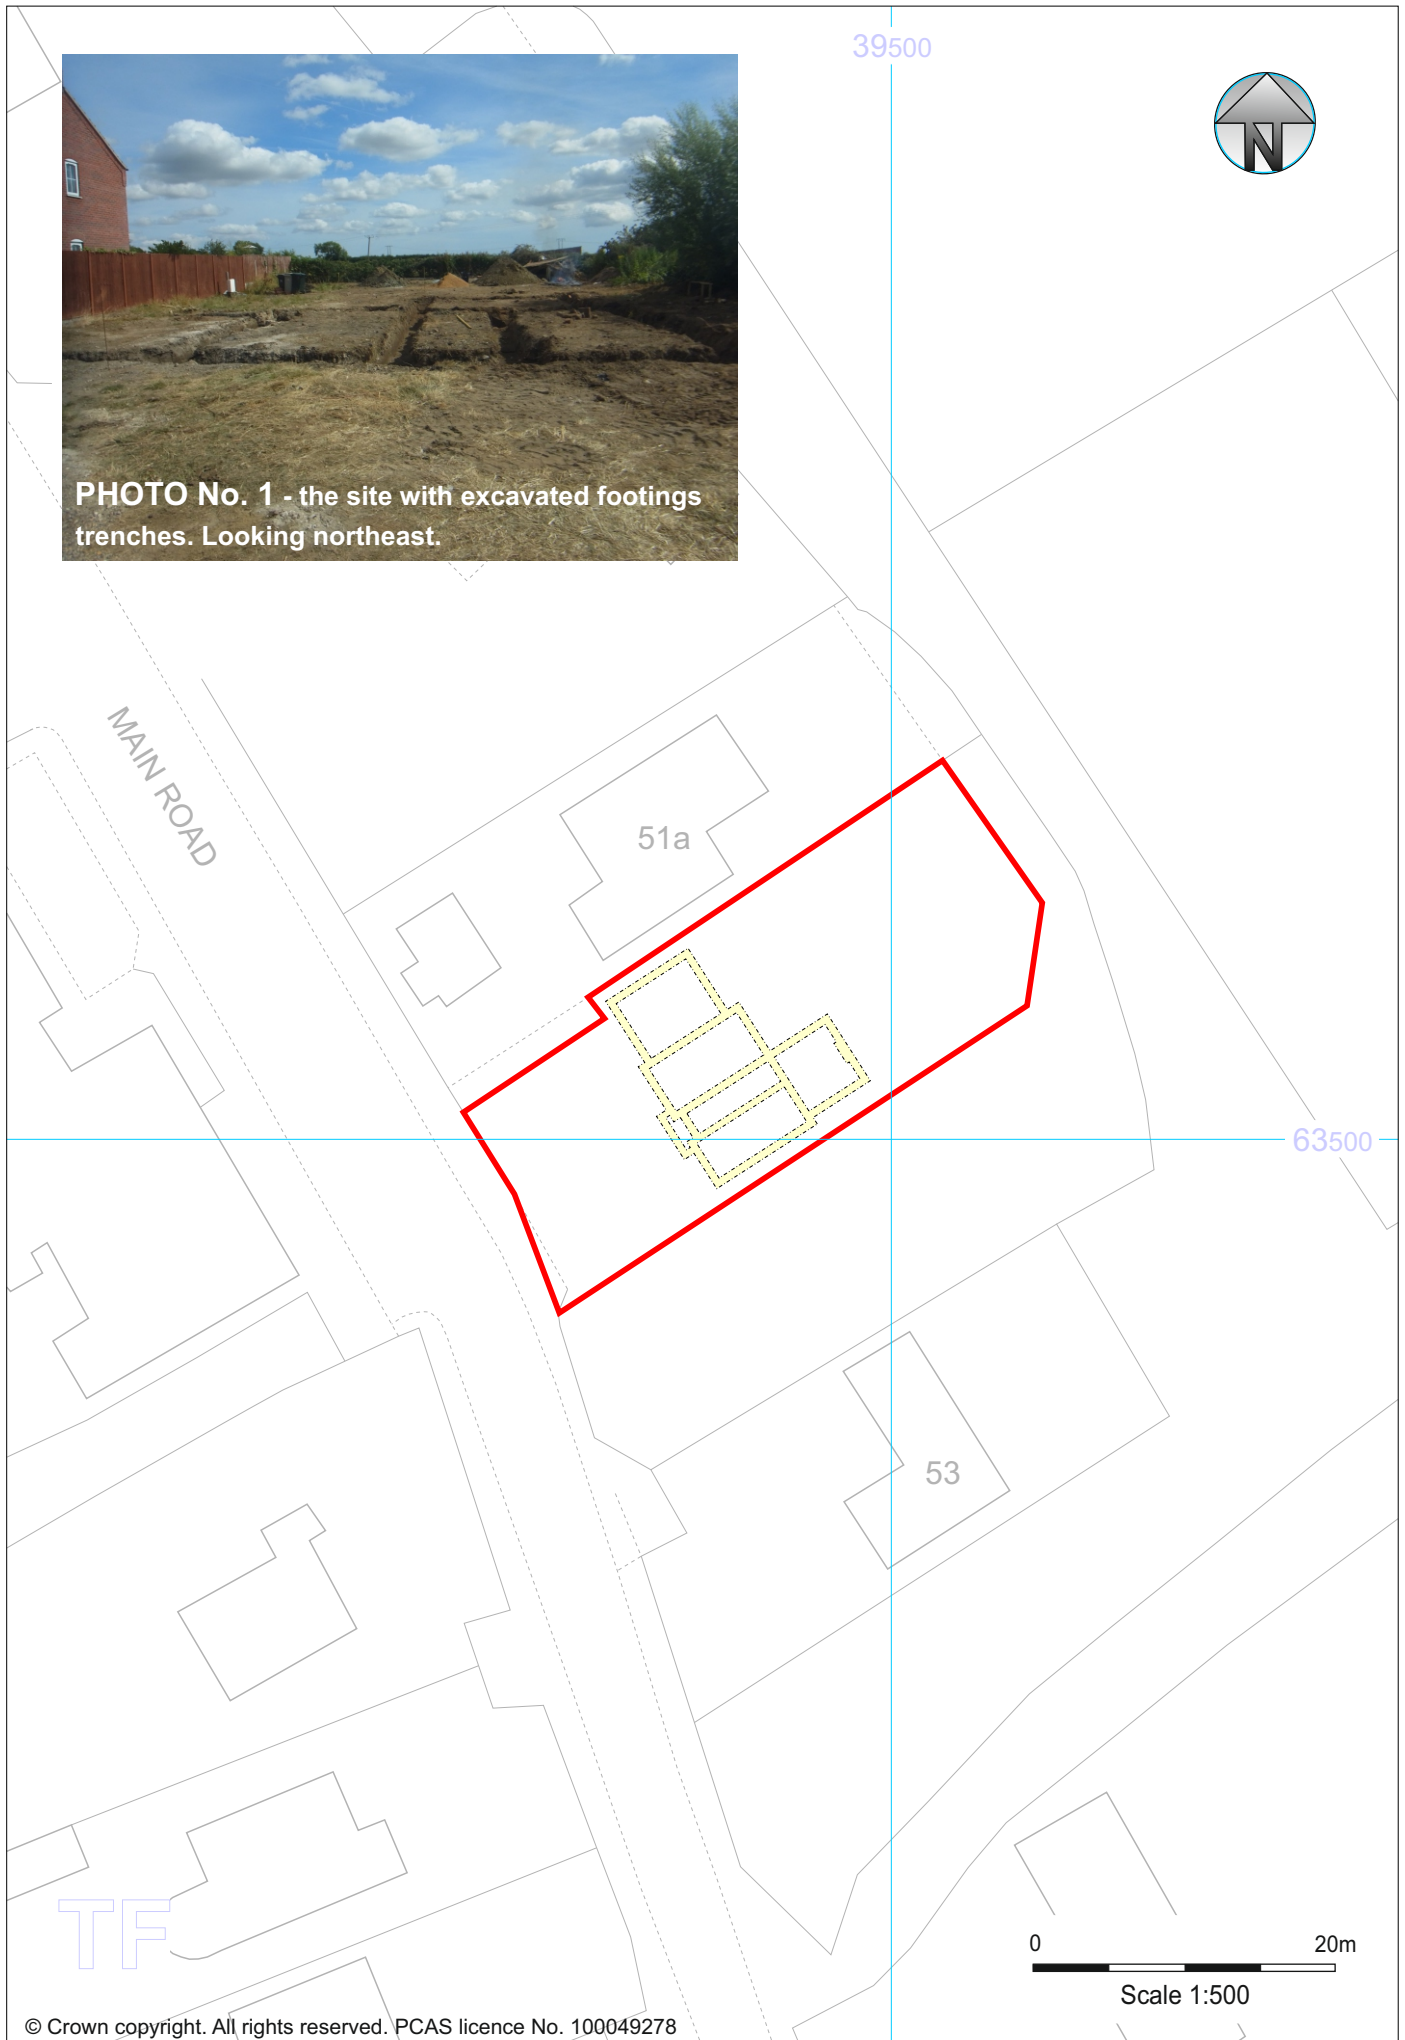 39500
N
PHOTO No. 1 - the site with excavated footings
trenches. Looking northeast.
MAIN ROAD
51a
63500
53
TF
0 20m
Scale 1:500
© Crown copyright. All rights reserved. PCAS licence No. 100049278